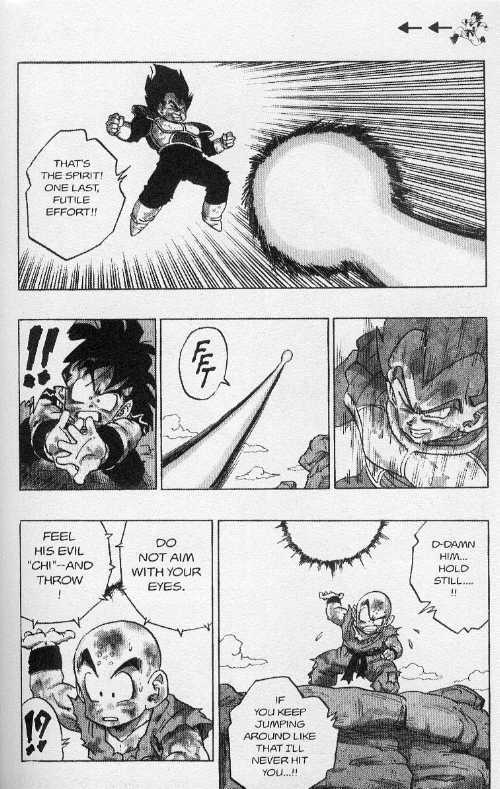 THAT'S
THE SPIRIT!
ONE LAST,
FUTILE
EFFORT!!
FFT
!!
D-DAMN
HIM...
HOLD
STILL....
!!
IF
YOU KEEP
JUMPING
AROUND LIKE
THAT I'LL
NEVER HIT
YOU...!!
DO
NOT AIM
WITH YOUR
EYES.
FEEL
HIS EVIL
"CHI"--AND
THROW
!
!?